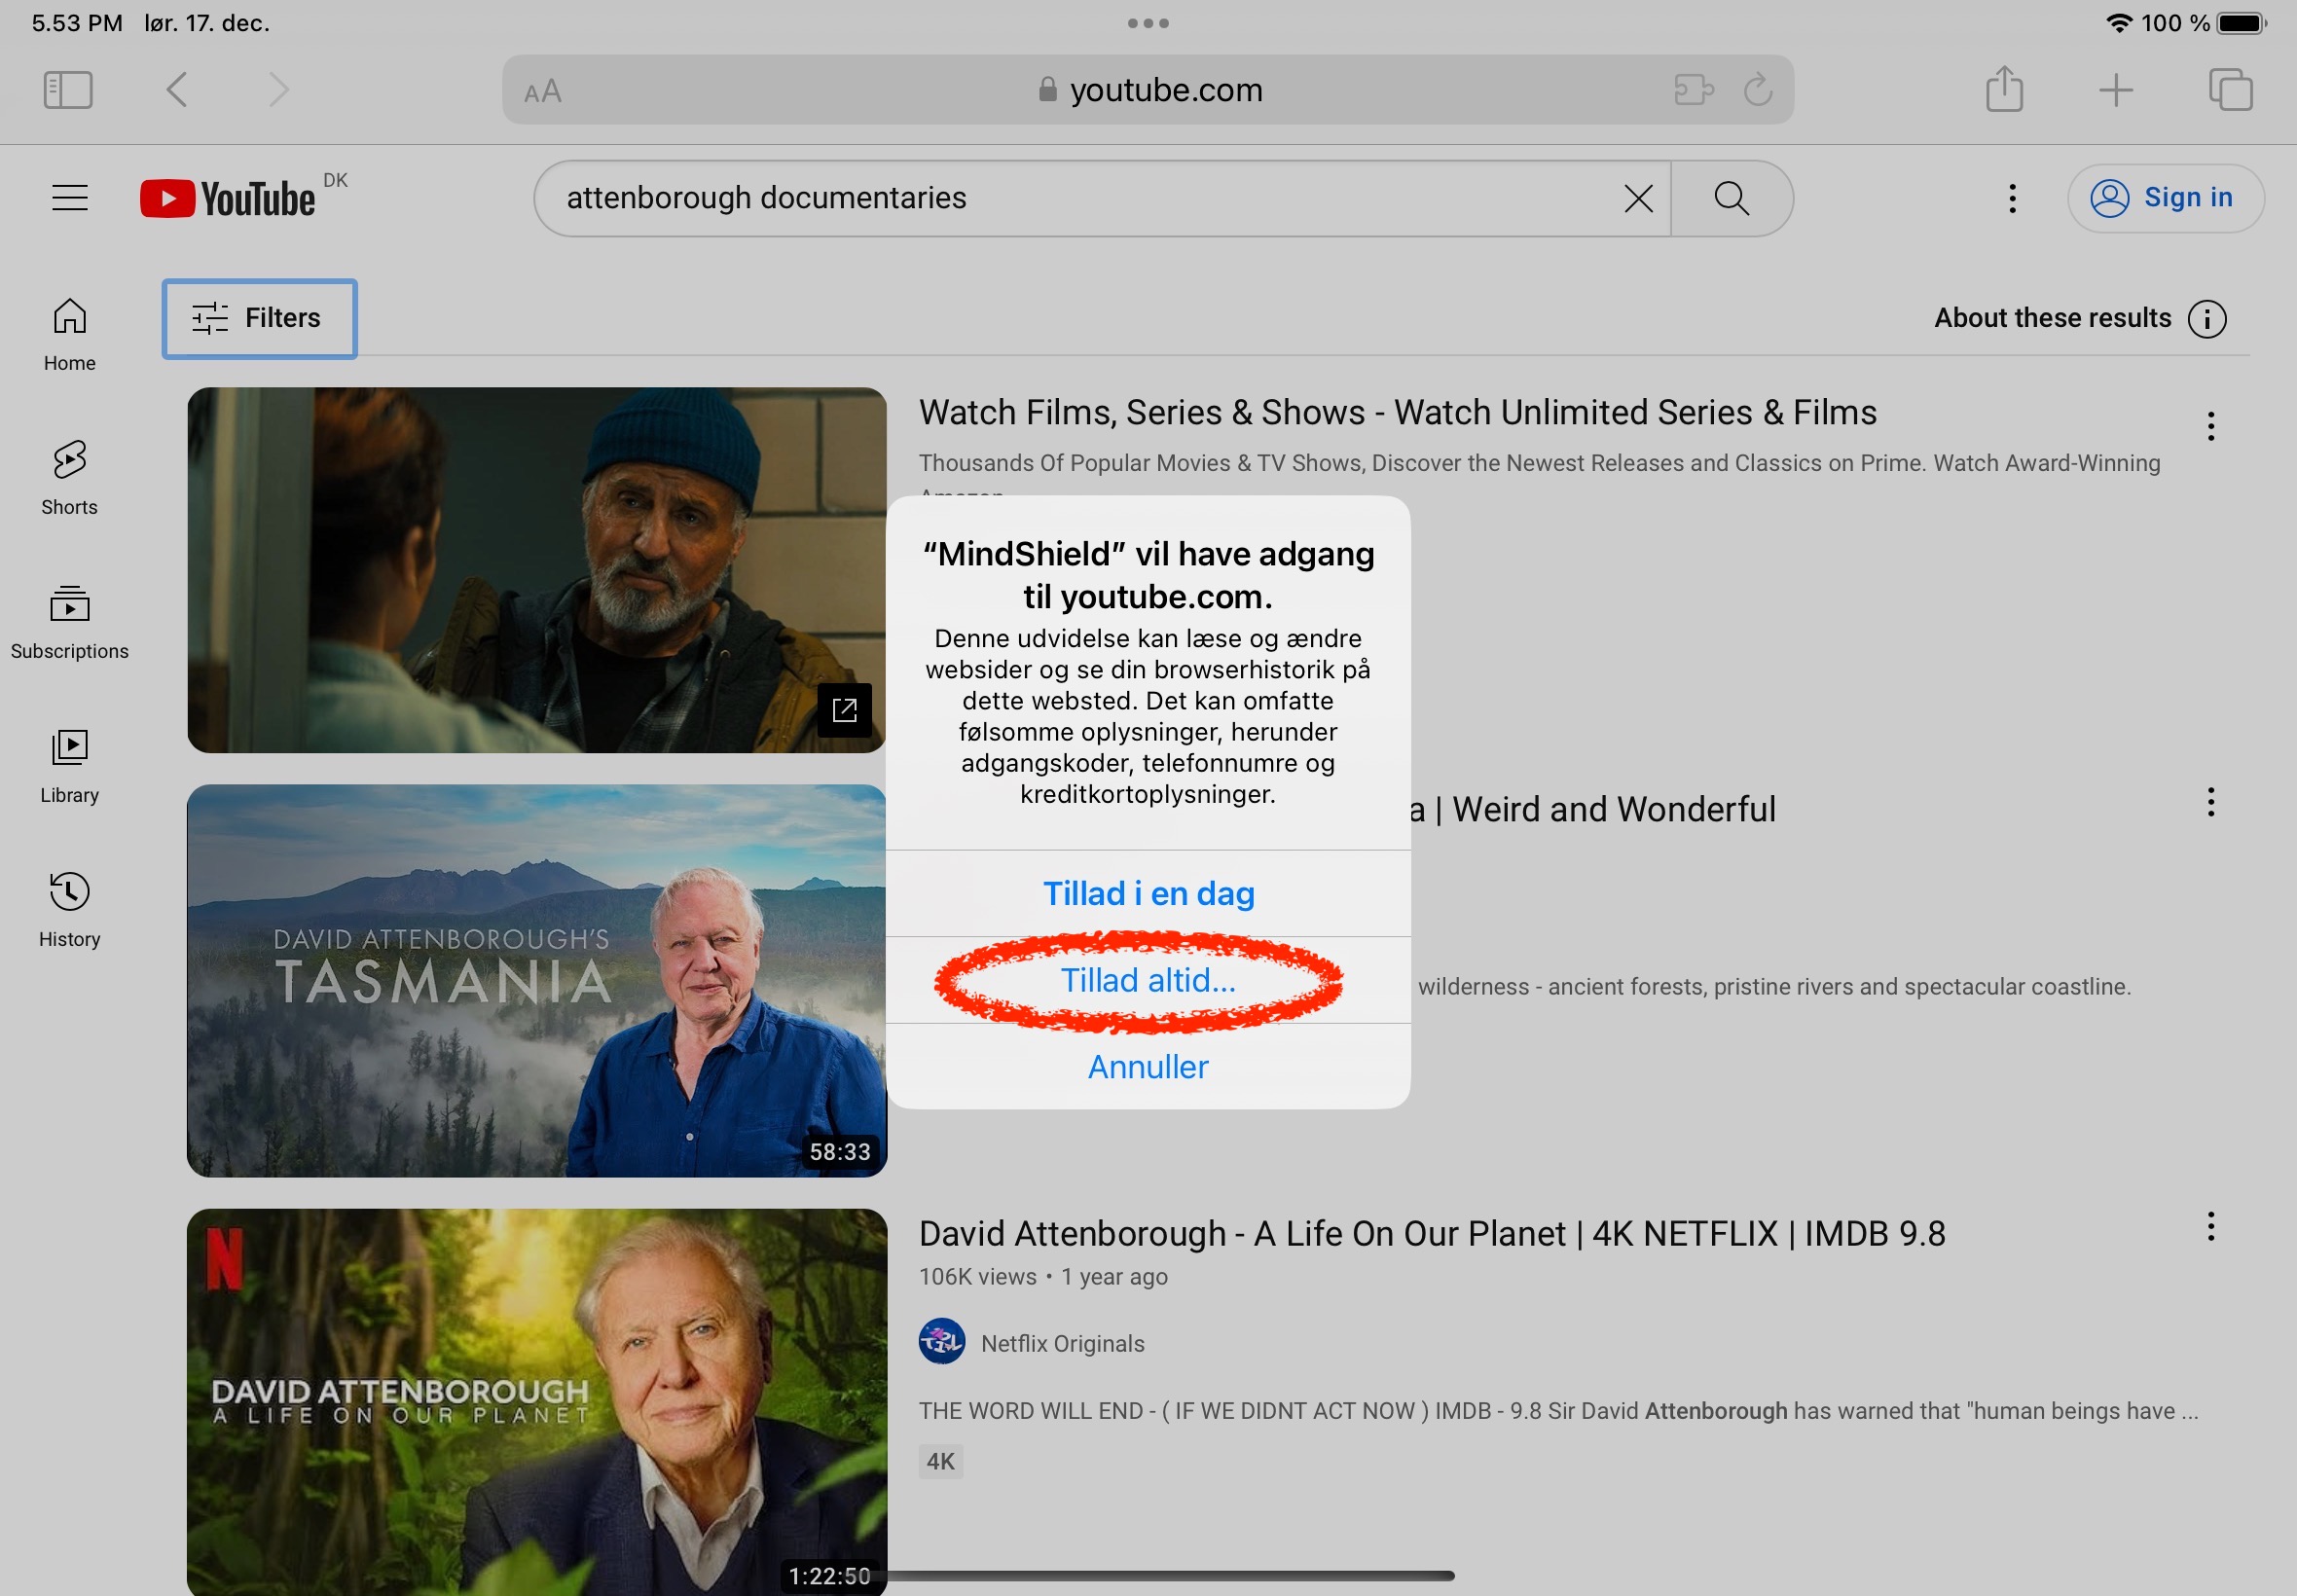 5.53 PM lør. 17. dec.
100 %
AA
youtube.com
YouTube DK
attenborough documentaries
Sign in
Filters
About these results
Home
Shorts
Subscriptions
Library
History
Watch Films, Series & Shows - Watch Unlimited Series & Films
Thousands Of Popular Movies & TV Shows, Discover the Newest Releases and Classics on Prime. Watch Award-Winning
Amazon
“MindShield” vil have adgang
til youtube.com.
Denne udvidelse kan læse og ændre
websider og se din browserhistorik på
dette websted. Det kan omfatte
følsomme oplysninger, herunder
adgangskoder, telefonnumre og
kreditkortoplysninger.
Tillad i en dag
Tillad altid...
Annuller
DAVID ATTENBOROUGH'S
TASMANIA
58:33
a | Weird and Wonderful
wilderness - ancient forests, pristine rivers and spectacular coastline.
N
DAVID ATTENBOROUGH
A LIFE ON OUR PLANET
1:22:50
David Attenborough - A Life On Our Planet | 4K NETFLIX | IMDB 9.8
106K views • 1 year ago
Netflix Originals
THE WORD WILL END - ( IF WE DIDNT ACT NOW ) IMDB - 9.8 Sir David Attenborough has warned that "human beings have ...
4K